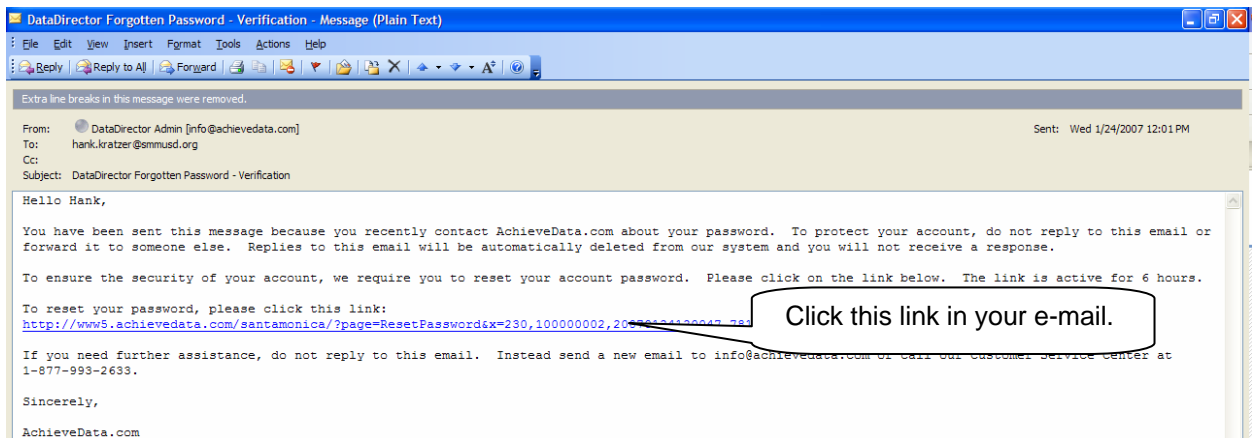 DataDirector Forgotten Password - Verification - Message (Plain Text)
File Edit View Insert Format Tools Actions Help
Reply Reply to All Forward
Extra line breaks in this message were removed.
From: DataDirector Admin [info@achievedata.com] Sent: Wed 1/24/2007 12:01 PM
To: hank.kratzer@smmusd.org
Cc:
Subject: DataDirector Forgotten Password - Verification
Hello Hank,
You have been sent this message because you recently contact AchieveData.com about your password. To protect your account, do not reply to this email or
forward it to someone else. Replies to this email will be automatically deleted from our system and you will not receive a response.
To ensure the security of your account, we require you to reset your account password. Please click on the link below. The link is active for 6 hours.
To reset your password, please click this link:
http://www5.achievedata.com/santamonica/?page=ResetPassword&x=230,100000002,
Click this link in your e-mail.
If you need further assistance, do not reply to this email. Instead send a new email to info@achievedata.com or call our Customer Service Center at
1-877-993-2633.
Sincerely,
AchieveData.com